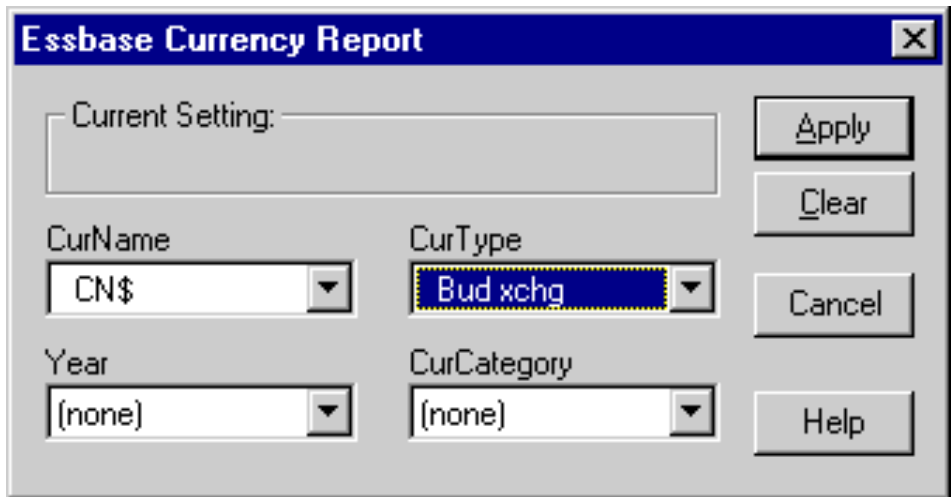 Essbase Currency Report
Current Setting:
Apply
Clear
CurName
CurType
CN$
Bud xchg
Cancel
Year
CurCategory
(none)
(none)
Help